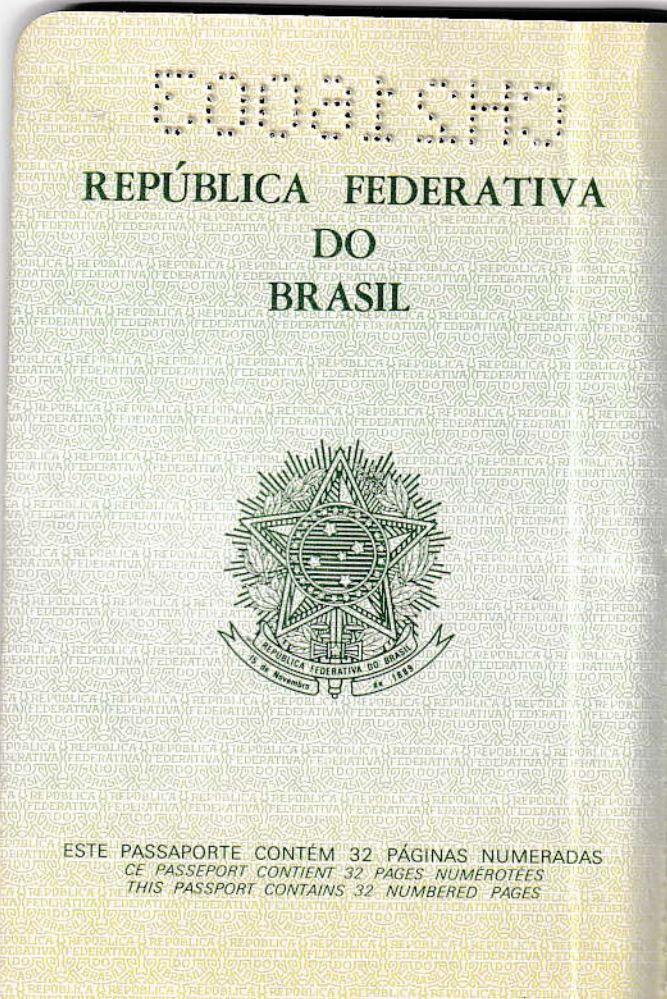 REPÚBLICA FEDERATIVA
DO
BRASIL
REPÚBLICA FEDERATIVA DO BRASIL
15 de Novembro de 1889
ESTE PASSAPORTE CONTÉM 32 PÁGINAS NUMERADAS
CE PASSEPORT CONTIENT 32 PAGES NUMEROTÉES
THIS PASSPORT CONTAINS 32 NUMBERED PAGES